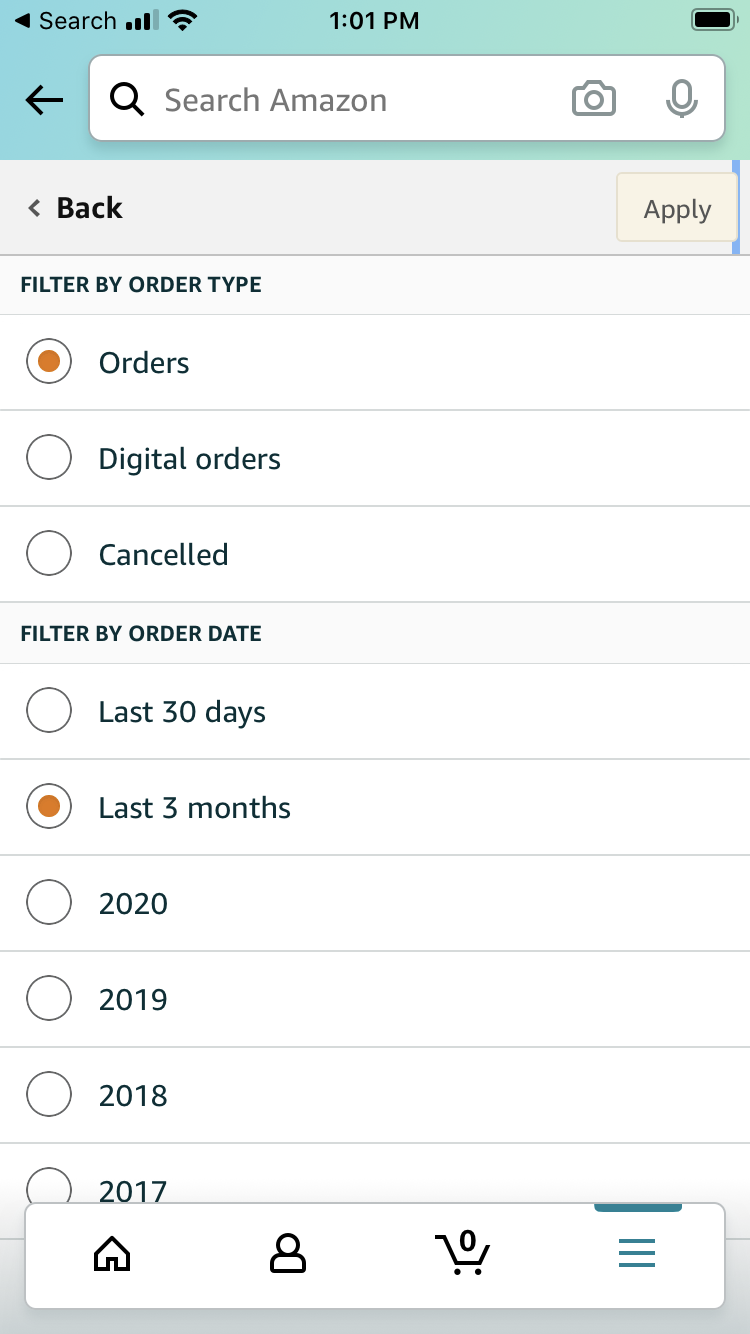 Search 1:01 PM
Search Amazon
Back Apply
FILTER BY ORDER TYPE
Orders
Digital orders
Cancelled
FILTER BY ORDER DATE
Last 30 days
Last 3 months
2020
2019
2018
2017
0